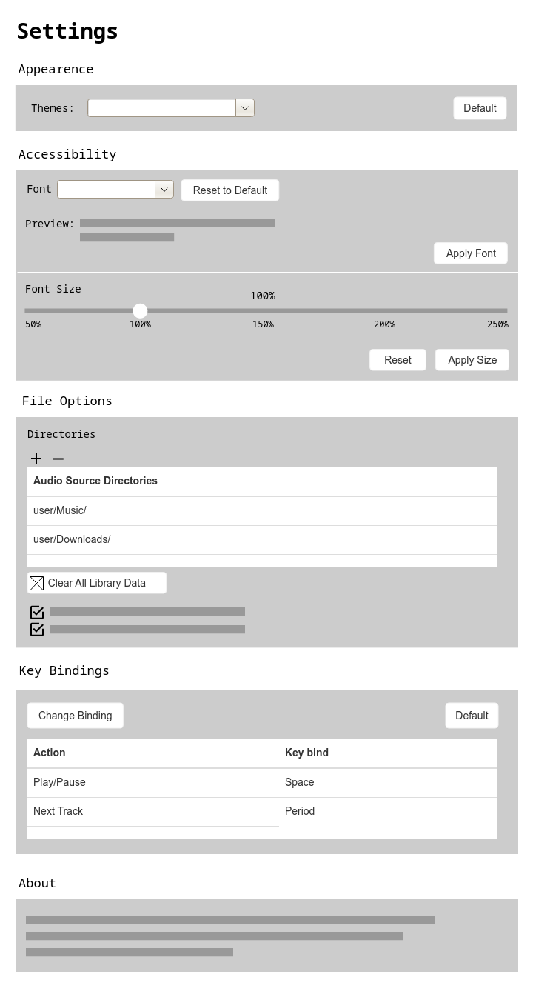 Settings
Appearence
Themes:
Default
Accessibility
Font
Reset to Default
Preview:
Apply Font
Font Size
100%
50% 100% 150% 200% 250%
Reset Apply Size
File Options
Directories
Audio Source Directories
user/Music/
user/Downloads/
Clear All Library Data
Key Bindings
Change Binding Default
Action Key bind
Play/Pause Space
Next Track Period
About